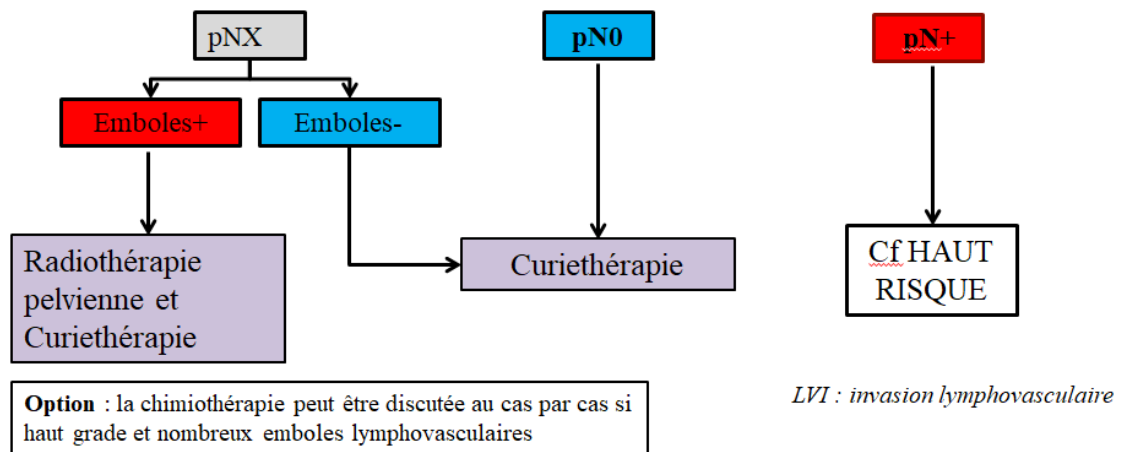 pNX
pN0
pN+
Emboles+
Emboles-
Radiothérapie
pelvienne et
Curiethérapie
Curiethérapie
Cf HAUT
RISQUE
Option : la chimiothérapie peut être discutée au cas par cas si
haut grade et nombreux emboles lymphovasculaires
LVI : invasion lymphovasculaire